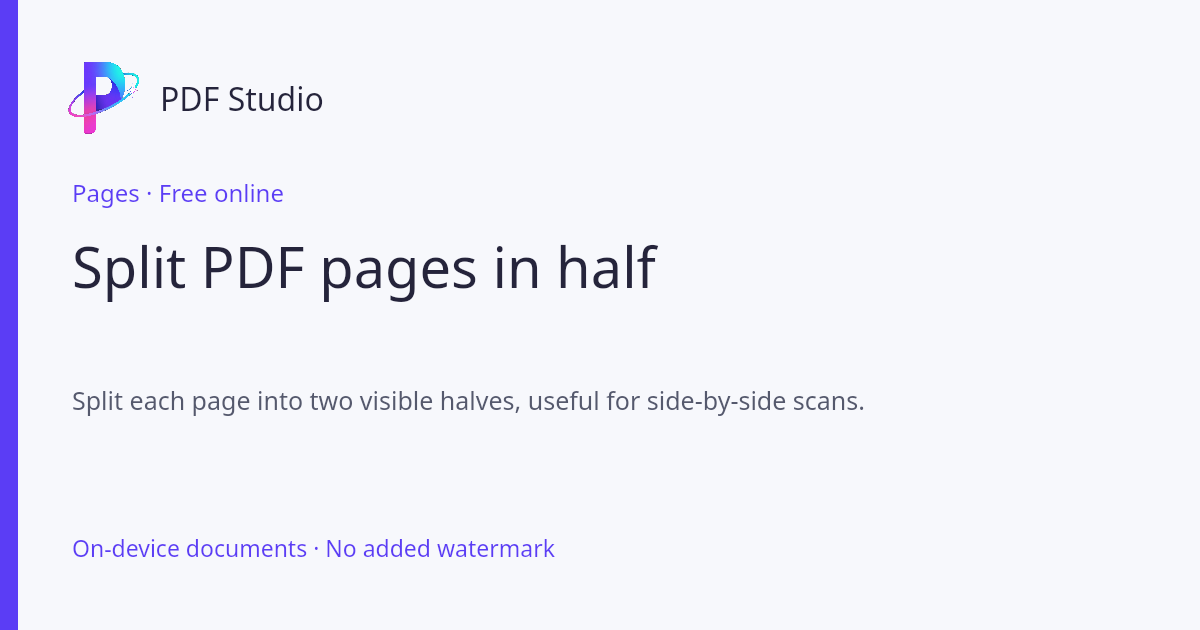 PDF Studio
Pages · Free online
Split PDF pages in half
Split each page into two visible halves, useful for side-by-side scans.
On-device documents · No added watermark